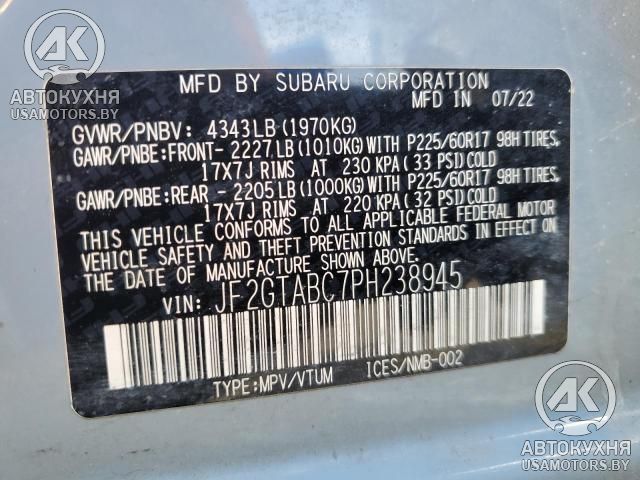 AK
АВТОКУХНЯ
USAMOTORS.BY
MFD BY SUBARU CORPORATION
MFD IN 07/22
GVWR/PNBV: 4343LB(1970KG)
GAWR/PNBE:FRONT- 2227LB(1010KG)WITH P225/60R17 98H TIRES,
17X7J RIMS AT 230 KPA(33 PSI)COLD
GAWR/PNBE:REAR - 2205LB(1000KG)WITH P225/60R17 98H TIRES,
17X7J RIMS AT 220 KPA(32 PSI)COLD
THIS VEHICLE CONFORMS TO ALL APPLICABLE FEDERAL MOTOR
VEHICLE SAFETY AND THEFT PREVENTION STANDARDS IN EFFECT ON
THE DATE OF MANUFACTURE SHOWN ABOVE.
VIN: JF2GTABC7PH238945
TYPE:MPV/VTUM ICES/NMB-002
AK
АВТОКУХНЯ
USAMOTORS.BY